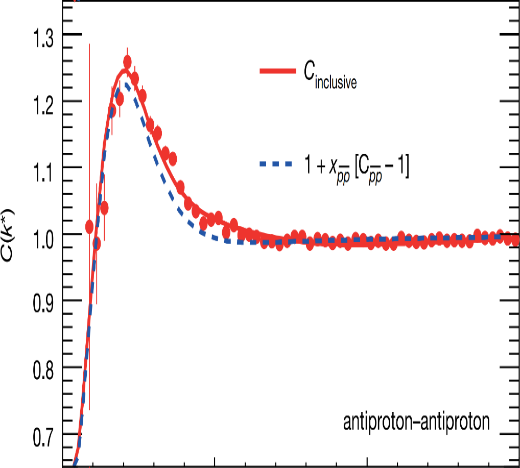 1.3
C inclusive
1.2
1 + x_p̅p̅ [C_p̅p̅ – 1]
1.1
1.0
C(k*)
0.9
0.8
antiproton–antiproton
0.7